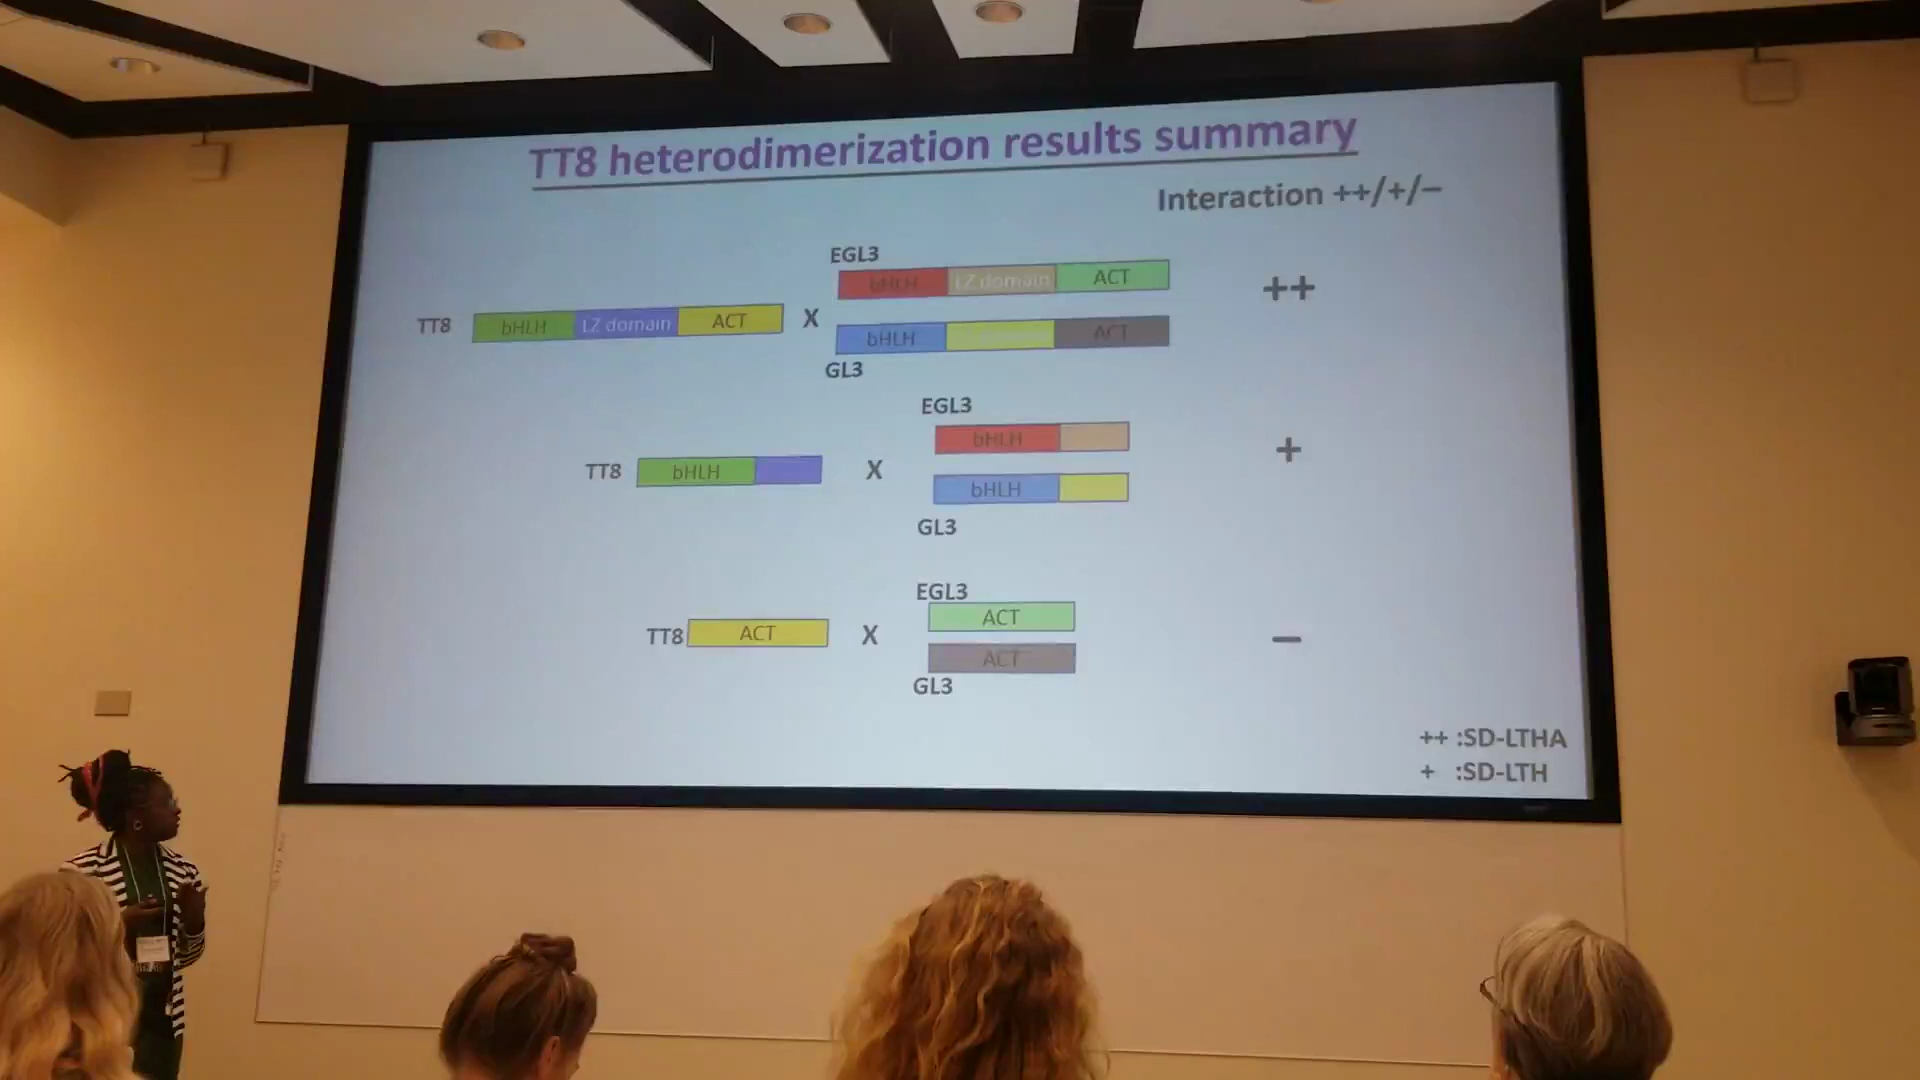 TT8 heterodimerization results summary
Interaction ++/+/−
EGL3
bHLH LZ domain ACT
++
TT8 bHLH LZ domain ACT X
bHLH ACT
GL3
EGL3
bHLH
+
TT8 bHLH X
bHLH
GL3
EGL3
ACT
TT8 ACT X −
ACT
GL3
++ :SD-LTHA
+ :SD-LTH